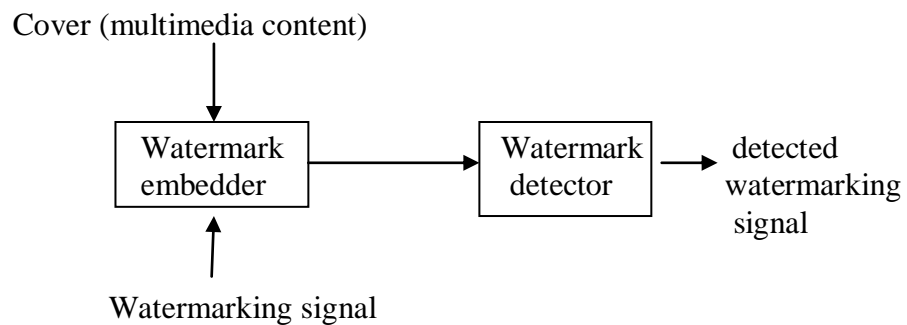 Cover (multimedia content)
Watermark
embedder
Watermark
detector
detected
watermarking
signal
Watermarking signal